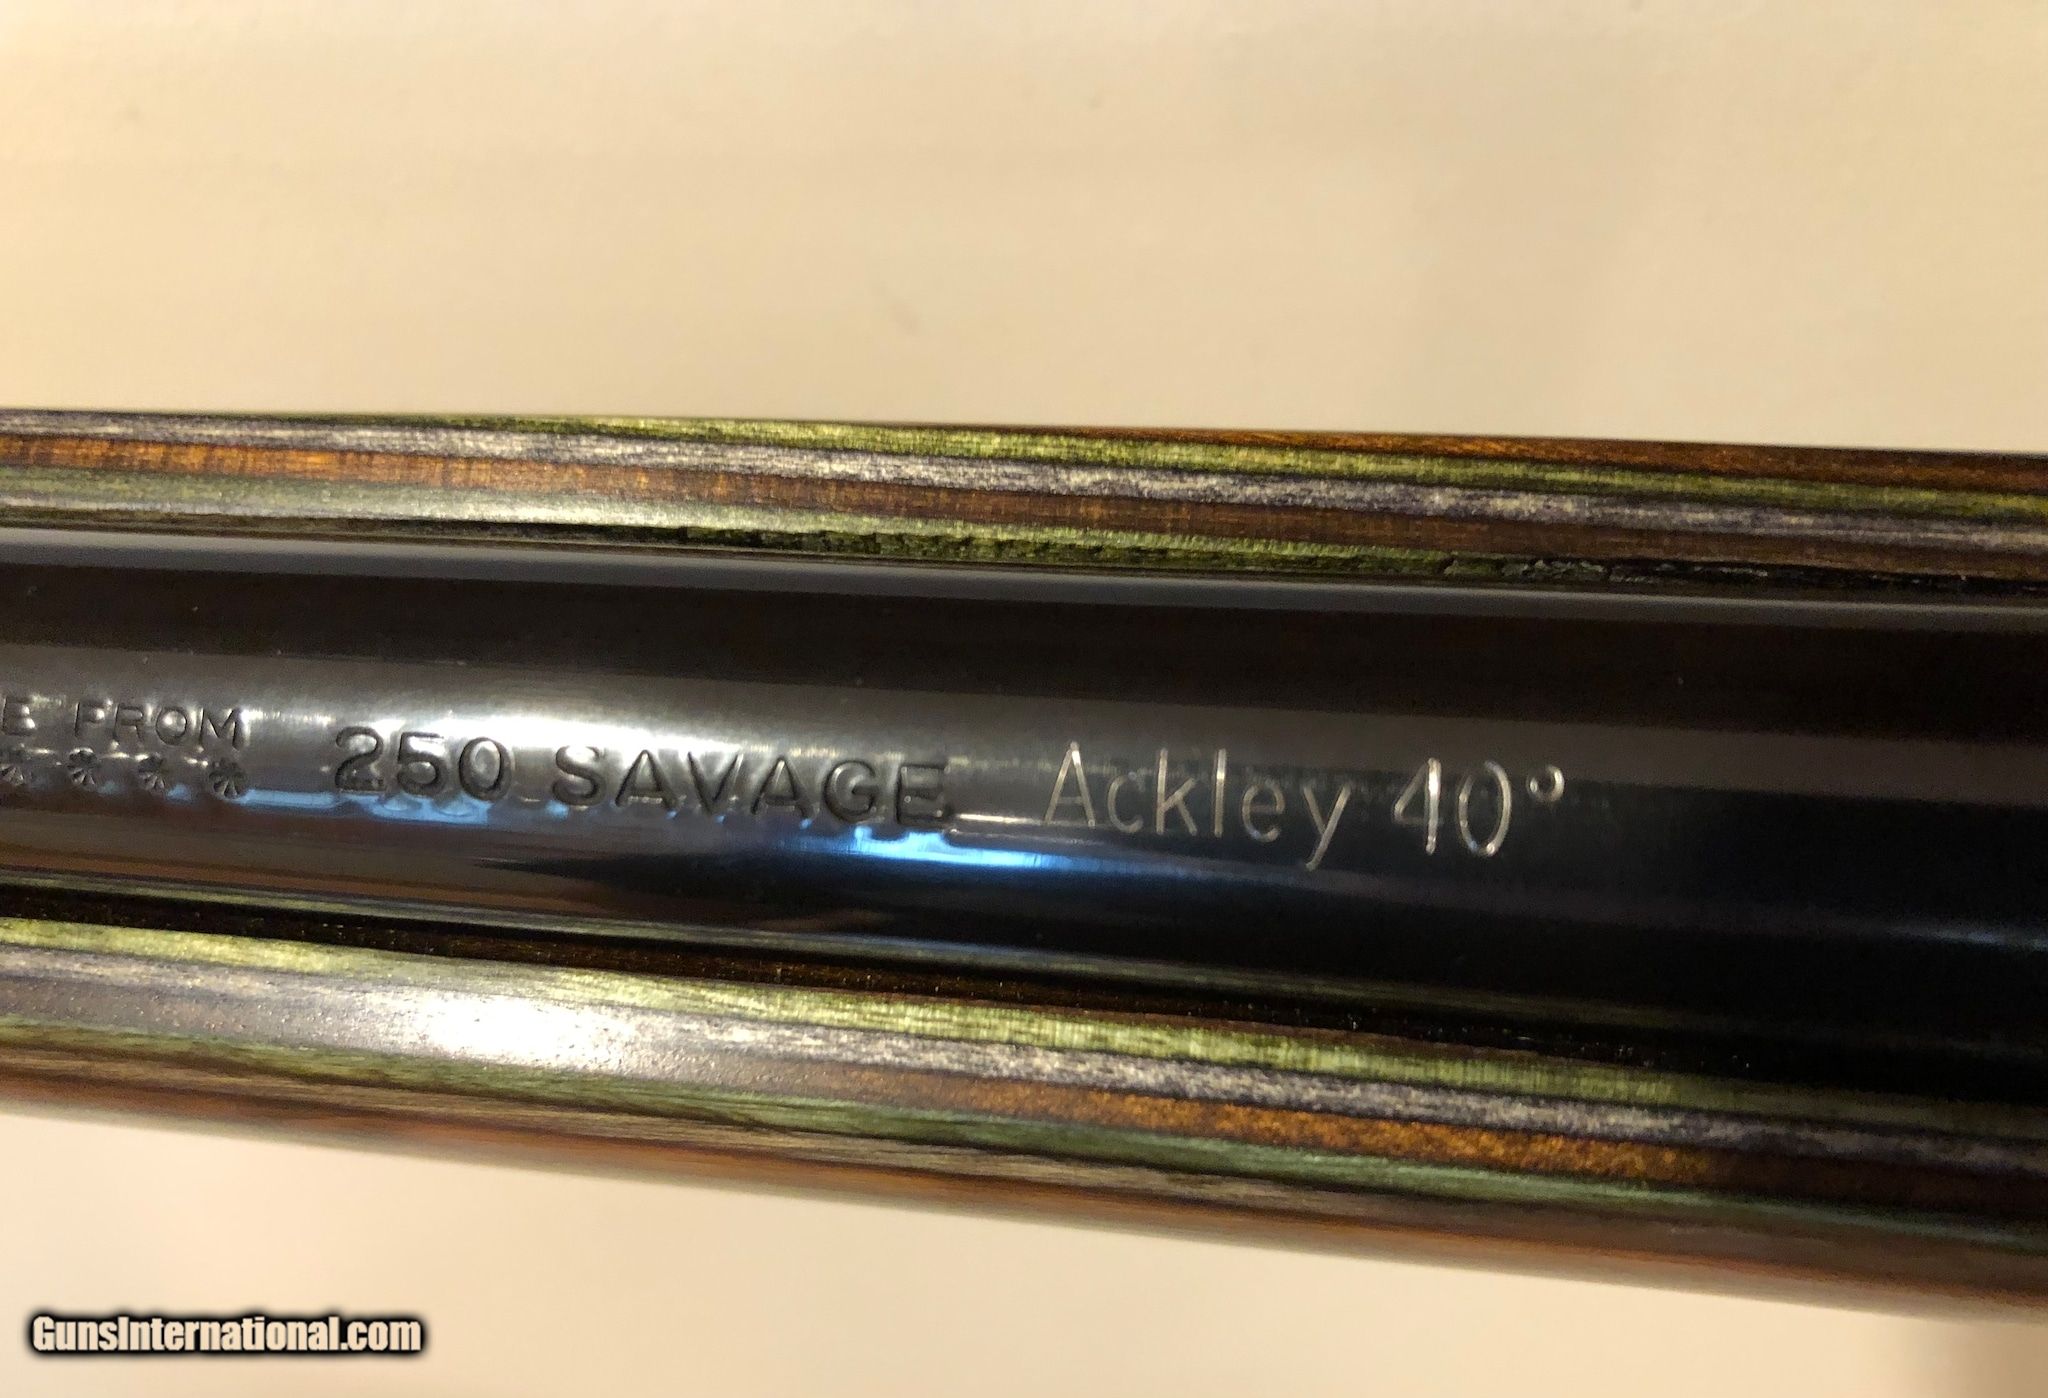 FROM
250 SAVAGE Ackley 40°
GunsInternational.com